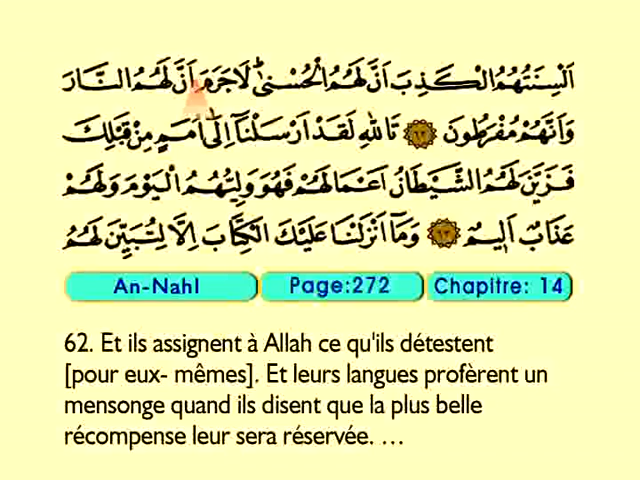 اَلْسِنَتُهُمُ الْكَذِبَ اَنَّ لَهُمُ الْحُسْنٰىؕ لَا جَرَمَ اَنَّ لَهُمُ النَّارَ
وَاَنَّهُمْ مُفْرَطُونَ ٦٢ تَاللّٰهِ لَقَدْ اَرْسَلْنَٓا اِلٰٓى اُمَمٍ مِنْ قَبْلِكَ
فَزَيَّنَ لَهُمُ الشَّيْطَانُ اَعْمَالَهُمْ فَهُوَ وَلِيُّهُمُ الْيَوْمَ وَلَهُمْ
عَذَابٌ اَلٖيمٌ ٦٣ وَمَٓا اَنْزَلْنَا عَلَيْكَ الْكِتَابَ اِلَّا لِتُبَيِّنَ لَهُمُ
An-Nahl Page:272 Chapitre: 14
62. Et ils assignent à Allah ce qu'ils détestent
[pour eux- mêmes]. Et leurs langues profèrent un
mensonge quand ils disent que la plus belle
récompense leur sera réservée. …